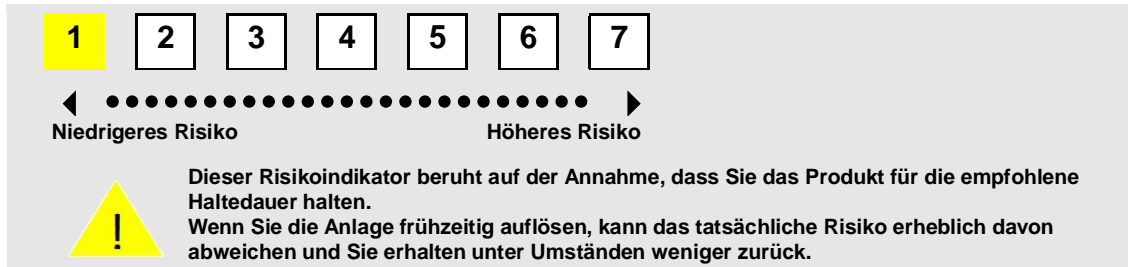 1 2 3 4 5 6 7
Niedrigeres Risiko Höheres Risiko
Dieser Risikoindikator beruht auf der Annahme, dass Sie das Produkt für die empfohlene
Haltedauer halten.
Wenn Sie die Anlage frühzeitig auflösen, kann das tatsächliche Risiko erheblich davon
abweichen und Sie erhalten unter Umständen weniger zurück.
!